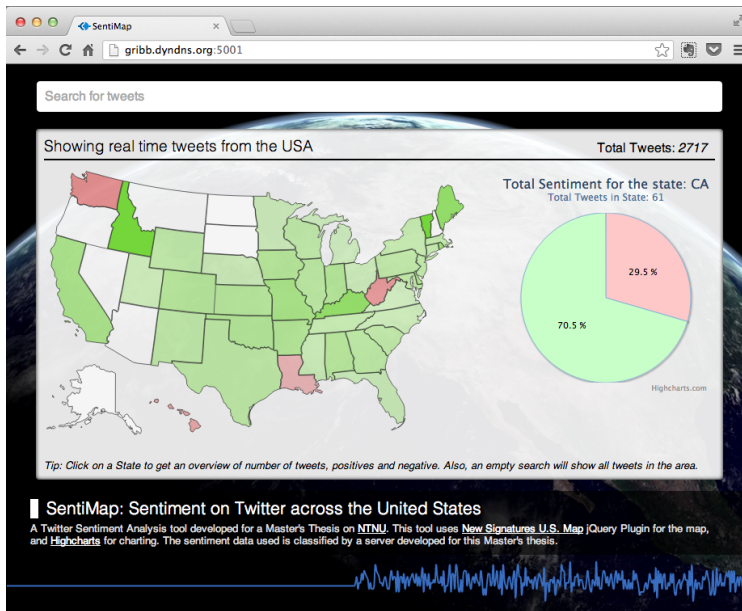 SentiMap
gribb.dyndns.org:5001
Search for tweets
Showing real time tweets from the USA
Total Tweets: 2717
Total Sentiment for the state: CA
Total Tweets in State: 61
29.5 %
70.5 %
Highcharts.com
Tip: Click on a State to get an overview of number of tweets, positives and negative. Also, an empty search will show all tweets in the area.
SentiMap: Sentiment on Twitter across the United States
A Twitter Sentiment Analysis tool developed for a Master's Thesis on NTNU. This tool uses New Signatures U.S. Map jQuery Plugin for the map,
and Highcharts for charting. The sentiment data used is classified by a server developed for this Master's thesis.